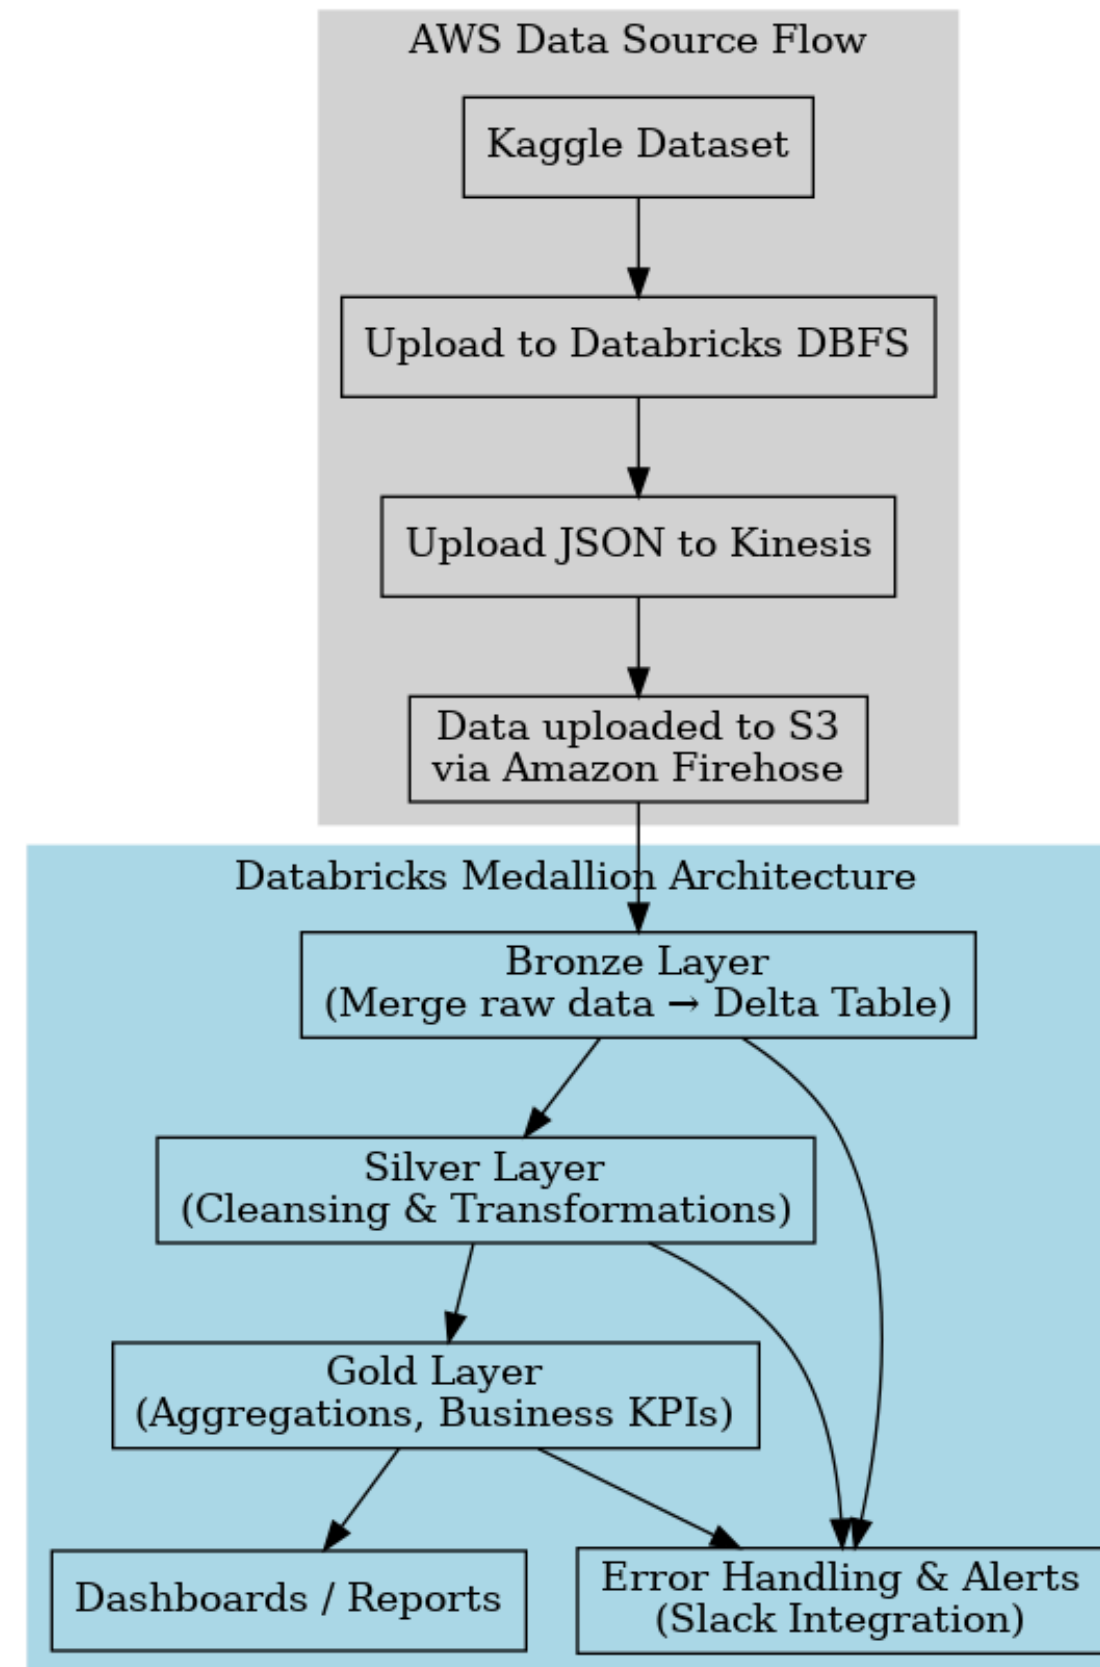 AWS Data Source Flow
Kaggle Dataset
Upload to Databricks DBFS
Upload JSON to Kinesis
Data uploaded to S3
via Amazon Firehose
Databricks Medallion Architecture
Bronze Layer
(Merge raw data → Delta Table)
Silver Layer
(Cleansing & Transformations)
Gold Layer
(Aggregations, Business KPIs)
Dashboards / Reports
Error Handling & Alerts
(Slack Integration)